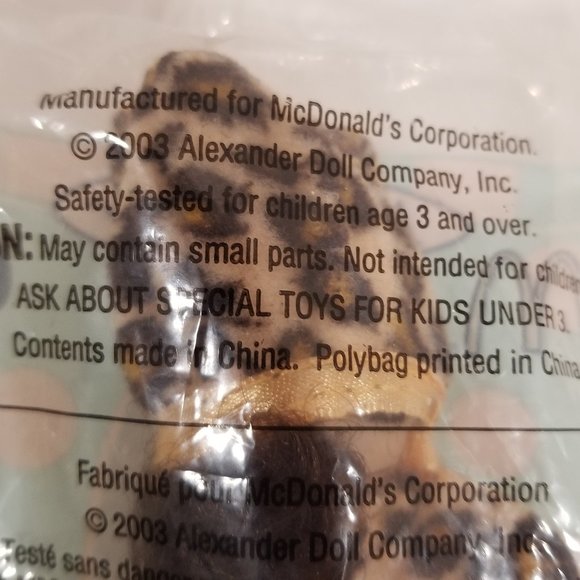 Manufactured for McDonald's Corporation.
© 2003 Alexander Doll Company, Inc.
Safety-tested for children age 3 and over.
N: May contain small parts. Not intended for children
ASK ABOUT SPECIAL TOYS FOR KIDS UNDER 3.
Contents made in China. Polybag printed in China.
Fabriqué pour McDonald's Corporation
© 2003 Alexander Doll Company, Inc.
Testé sans danger